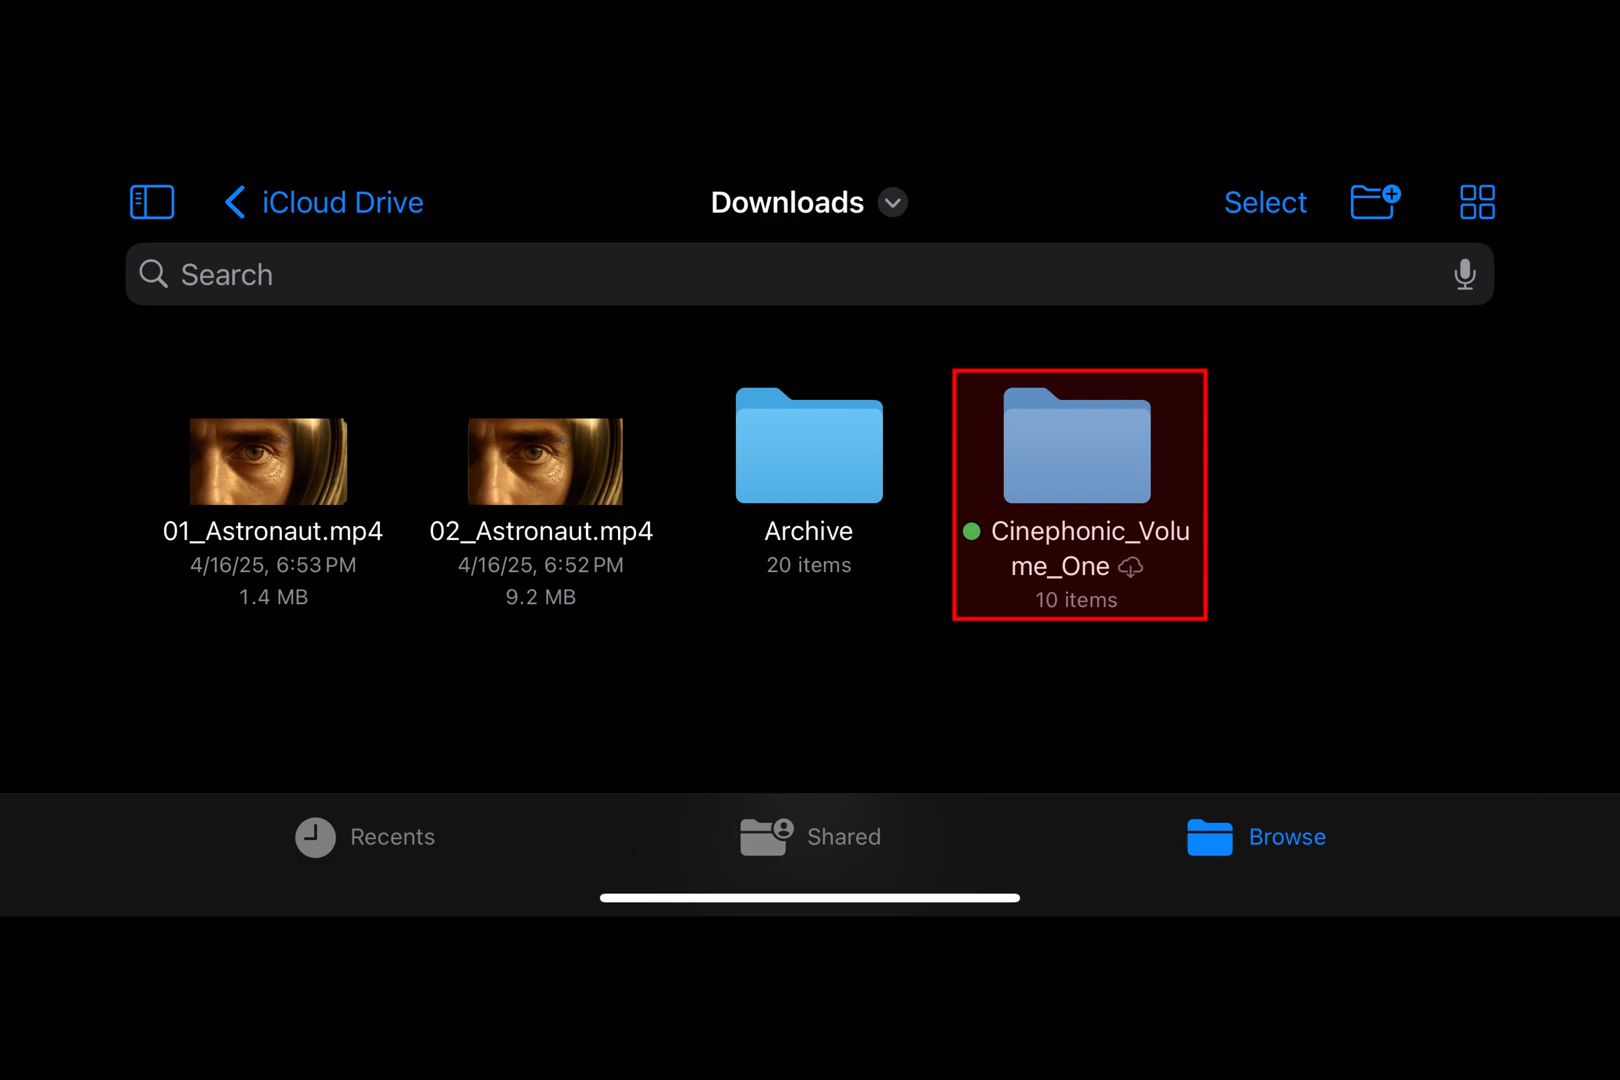 iCloud Drive
Downloads
Select
Search
01_Astronaut.mp4
4/16/25, 6:53 PM
1.4 MB
02_Astronaut.mp4
4/16/25, 6:52 PM
9.2 MB
Archive
20 items
Cinephonic_Volu
me_One
10 items
Recents
Shared
Browse